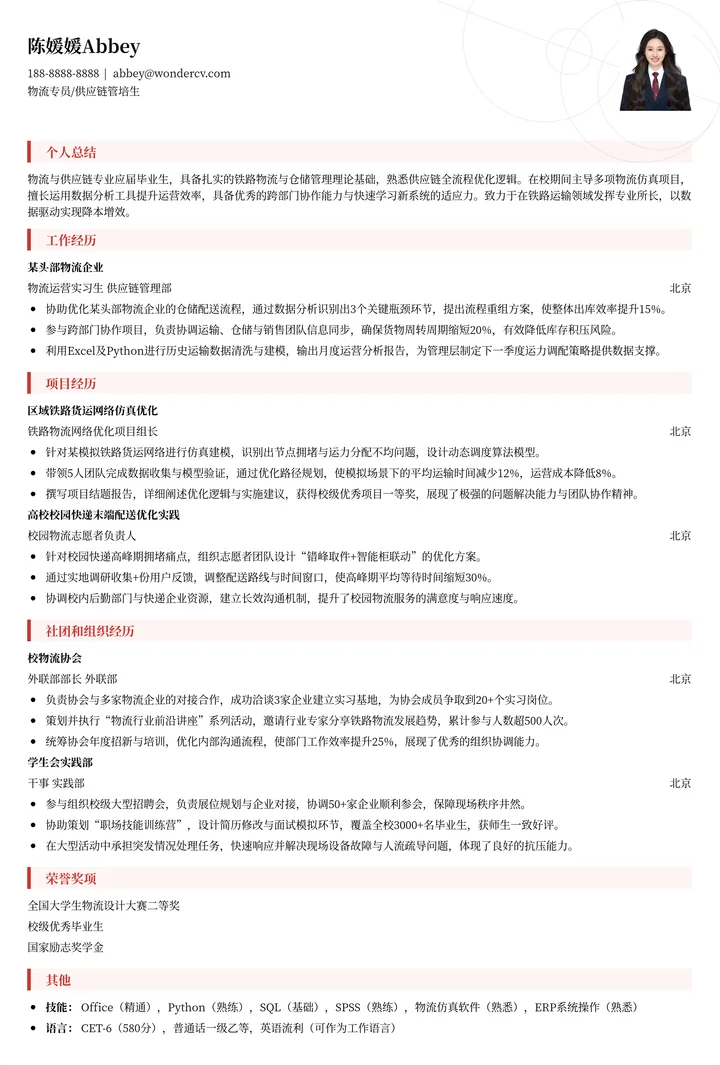 陈媛媛Abbey
188-8888-8888 | abbey@wondercv.com
物流专员/供应链管培生
个人总结
物流与供应链专业应届毕业生，具备扎实的铁路物流与仓储管理理论基础，熟悉供应链全流程优化逻辑。在校期间主导多项物流仿真项目，
擅长运用数据分析工具提升运营效率，具备优秀的跨部门协作能力与快速学习新系统的适应力。致力于在铁路运输领域发挥专业所长，以数
据驱动实现降本增效。
工作经历
某头部物流企业
物流运营实习生 供应链管理部 北京
• 协助优化某头部物流企业的仓储配送流程，通过数据分析识别出3个关键瓶颈环节，提出流程重组方案，使整体出库效率提升15%。
• 参与跨部门协作项目，负责协调运输、仓储与销售团队信息同步，确保货物周转周期缩短20%，有效降低库存积压风险。
• 利用Excel及Python进行历史运输数据清洗与建模，输出月度运营分析报告，为管理层制定下一季度运力调配策略提供数据支撑。
项目经历
区域铁路货运网络仿真优化
铁路物流网络优化项目组长 北京
• 针对某模拟铁路货运网络进行仿真建模，识别出节点拥堵与运力分配不均问题，设计动态调度算法模型。
• 带领5人团队完成数据收集与模型验证，通过优化路径规划，使模拟场景下的平均运输时间减少12%，运营成本降低8%。
• 撰写项目结题报告，详细阐述优化逻辑与实施建议，获得校级优秀项目一等奖，展现了极强的问题解决能力与团队协作精神。
高校校园快递末端配送优化实践
校园物流志愿者负责人 北京
• 针对校园快递高峰期拥堵痛点，组织志愿者团队设计“错峰取件+智能柜联动”的优化方案。
• 通过实地调研收集+份用户反馈，调整配送路线与时间窗口，使高峰期平均等待时间缩短30%。
• 协调校内后勤部门与快递企业资源，建立长效沟通机制，提升了校园物流服务的满意度与响应速度。
社团和组织经历
校物流协会
外联部部长 外联部 北京
• 负责协会与多家物流企业的对接合作，成功洽谈3家企业建立实习基地，为协会成员争取到20+个实习岗位。
• 策划并执行“物流行业前沿讲座”系列活动，邀请行业专家分享铁路物流发展趋势，累计参与人数超500人次。
• 统筹协会年度招新与培训，优化内部沟通流程，使部门工作效率提升25%，展现了优秀的组织协调能力。
学生会实践部
干事 实践部 北京
• 参与组织校级大型招聘会，负责展位规划与企业对接，协调50+家企业顺利参会，保障现场秩序井然。
• 协助策划“职场技能训练营”，设计简历修改与面试模拟环节，覆盖全校3000+名毕业生，获师生一致好评。
• 在大型活动中承担突发情况处理任务，快速响应并解决现场设备故障与人流疏导问题，体现了良好的抗压能力。
荣誉奖项
全国大学生物流设计大赛二等奖
校级优秀毕业生
国家励志奖学金
其他
• 技能： Office（精通）, Python（熟练）, SQL（基础）, SPSS（熟练）, 物流仿真软件（熟悉）, ERP系统操作（熟悉）
• 语言： CET-6（580分）, 普通话一级乙等, 英语流利（可作为工作语言）